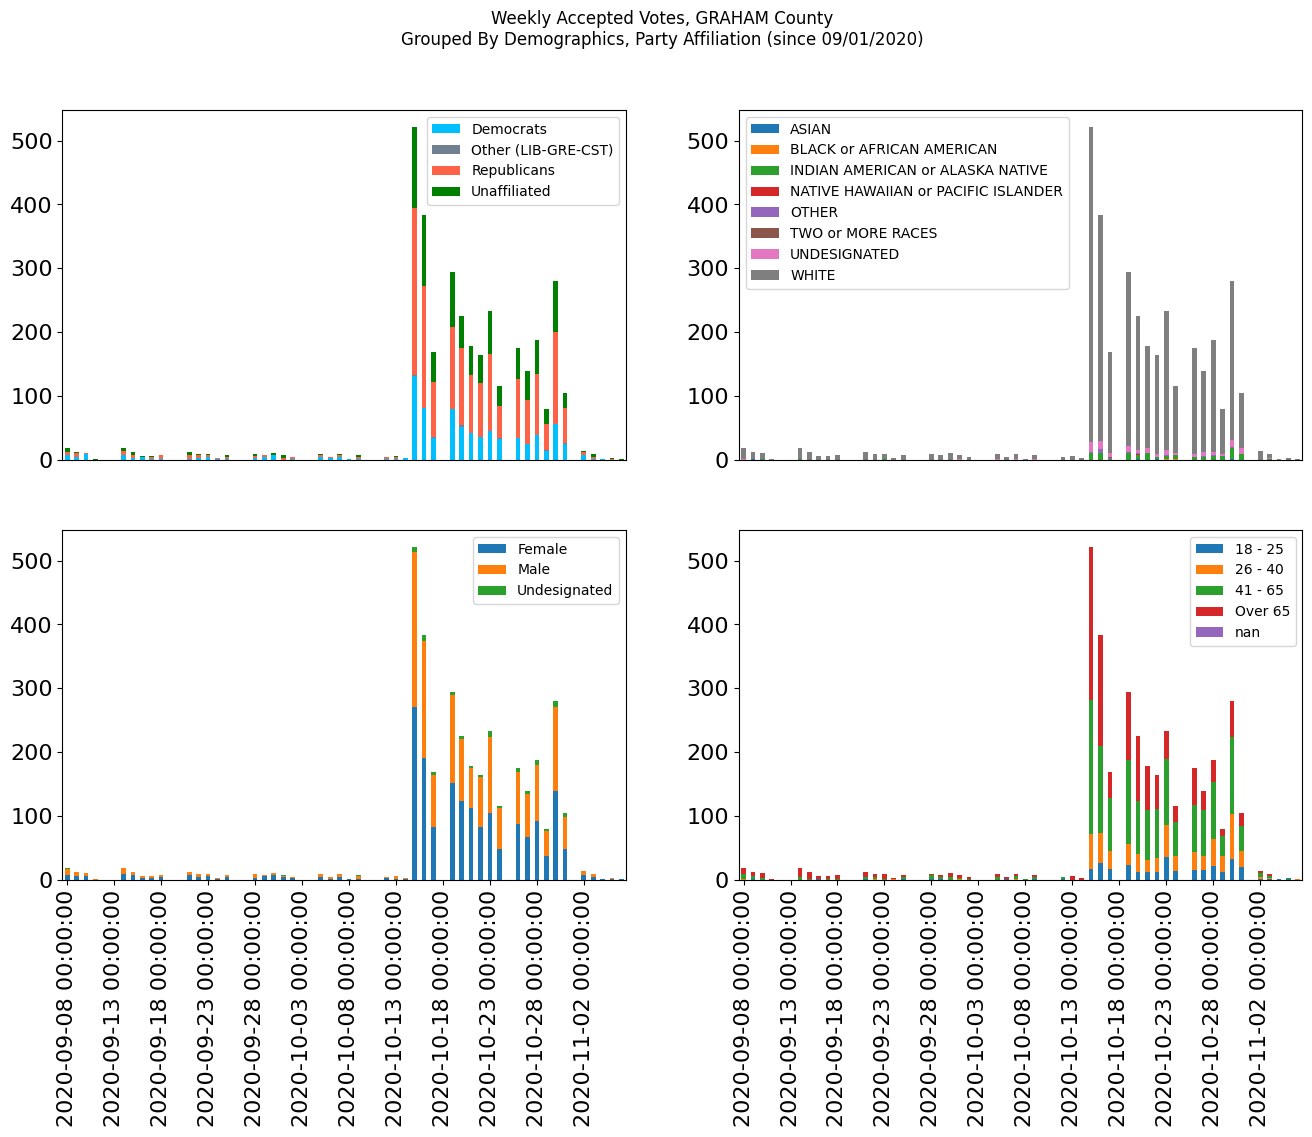 Weekly Accepted Votes, GRAHAM County
Grouped By Demographics, Party Affiliation (since 09/01/2020)
500
400
300
200
100
0
Democrats
Other (LIB-GRE-CST)
Republicans
Unaffiliated
500
400
300
200
100
0
ASIAN
BLACK or AFRICAN AMERICAN
INDIAN AMERICAN or ALASKA NATIVE
NATIVE HAWAIIAN or PACIFIC ISLANDER
OTHER
TWO or MORE RACES
UNDESIGNATED
WHITE
500
400
300
200
100
0
Female
Male
Undesignated
2020-09-08 00:00:00
2020-09-13 00:00:00
2020-09-18 00:00:00
2020-09-23 00:00:00
2020-09-28 00:00:00
2020-10-03 00:00:00
2020-10-08 00:00:00
2020-10-13 00:00:00
2020-10-18 00:00:00
2020-10-23 00:00:00
2020-10-28 00:00:00
2020-11-02 00:00:00
500
400
300
200
100
0
18 - 25
26 - 40
41 - 65
Over 65
nan
2020-09-08 00:00:00
2020-09-13 00:00:00
2020-09-18 00:00:00
2020-09-23 00:00:00
2020-09-28 00:00:00
2020-10-03 00:00:00
2020-10-08 00:00:00
2020-10-13 00:00:00
2020-10-18 00:00:00
2020-10-23 00:00:00
2020-10-28 00:00:00
2020-11-02 00:00:00